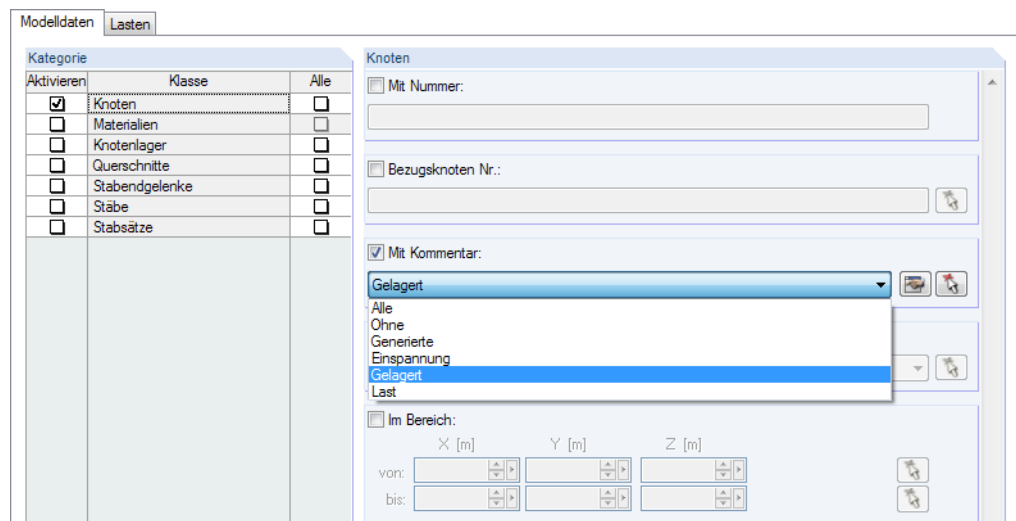 Modelldaten Lasten
Kategorie
Aktivieren Klasse Alle
Knoten
Materialien
Knotenlager
Querschnitte
Stabendgelenke
Stäbe
Stabsätze
Knoten
Mit Nummer:
Bezugsknoten Nr.:
Mit Kommentar:
Gelagert
Alle
Ohne
Generierte
Einspannung
Gelagert
Last
Im Bereich:
X [m] Y [m] Z [m]
von:
bis: